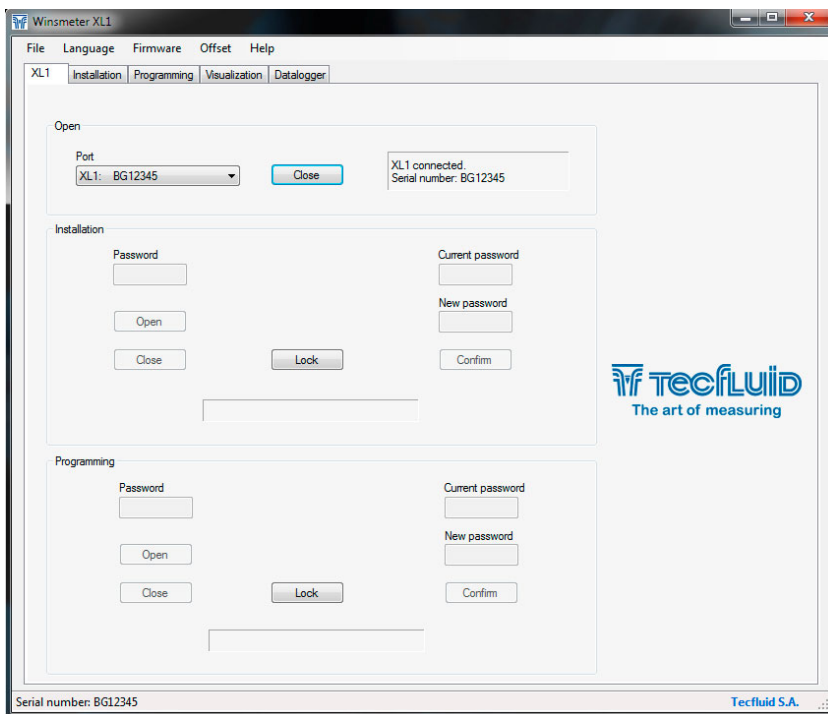 Winsmeter XL1
File Language Firmware Offset Help
XL1 Installation Programming Visualization Datalogger
Open
Port
XL1: BG12345
Close
XL1 connected.
Serial number: BG12345
Installation
Password
Current password
New password
Open
Close
Lock
Confirm
Tecfluid
The art of measuring
Programming
Password
Current password
New password
Open
Close
Lock
Confirm
Serial number: BG12345
Tecfluid S.A.